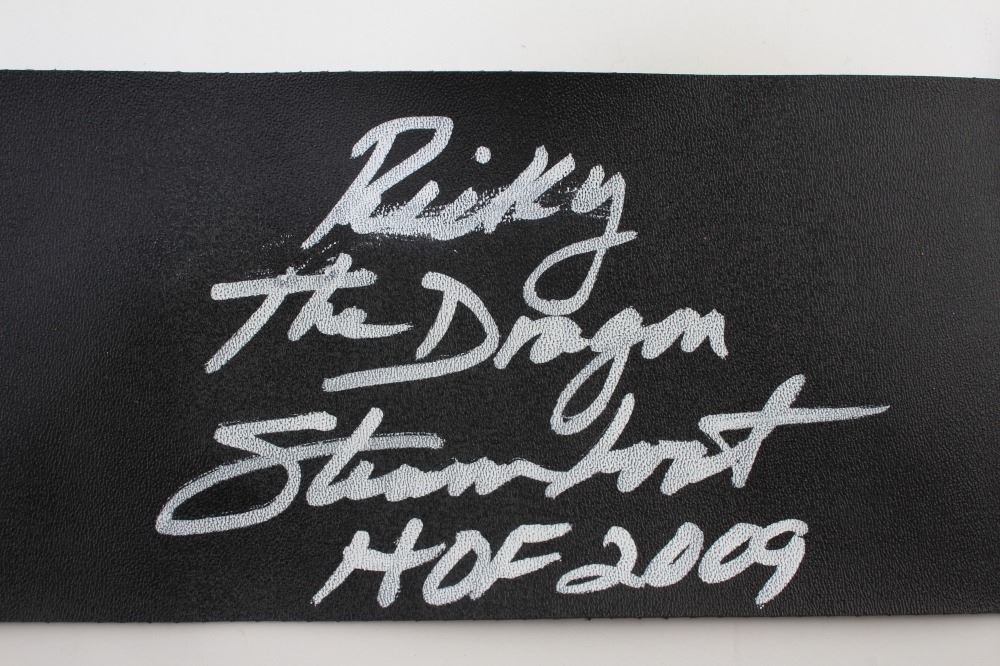 Ricky
The Dragon
Steamboat
HOF 2009